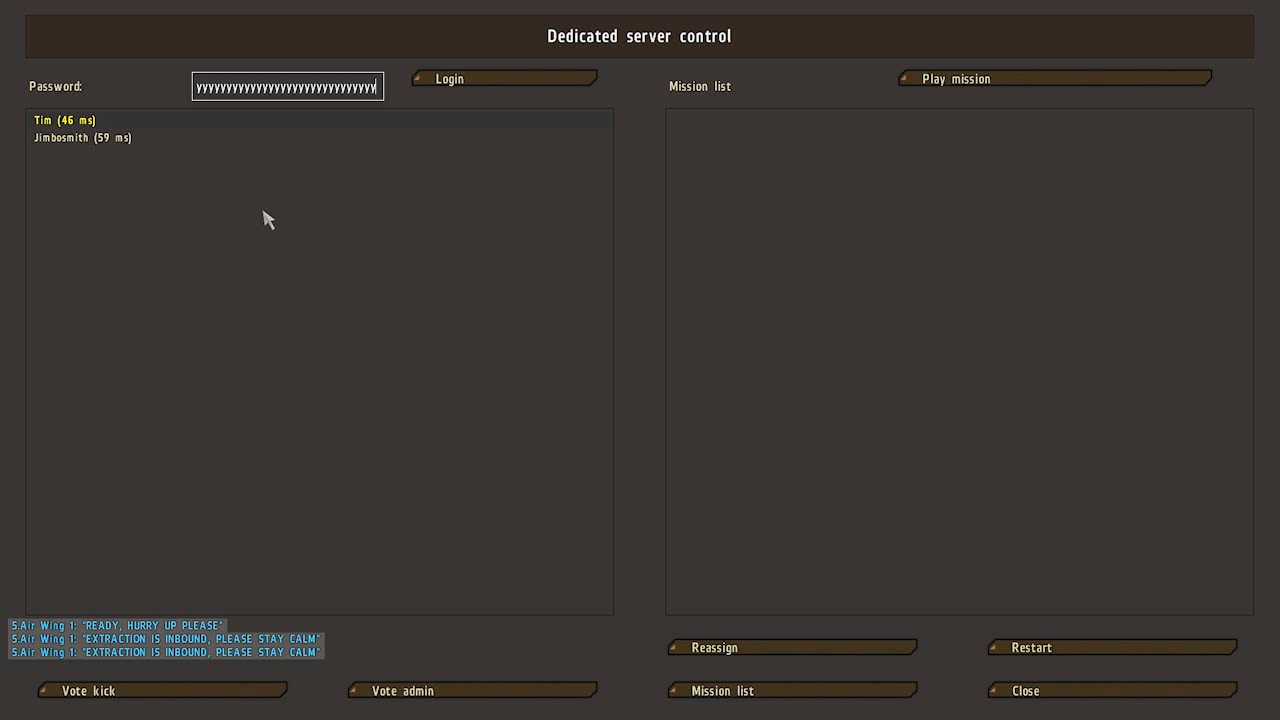 Dedicated server control
Password:
yyyyyyyyyyyyyyyyyyyyyyyyyyyyyy
Login
Mission list
Play mission
Tim (46 ms)
Jimbosmith (59 ms)
5.Air Wing 1: "READY, HURRY UP PLEASE"
5.Air Wing 1: "EXTRACTION IS INBOUND, PLEASE STAY CALM"
5.Air Wing 1: "EXTRACTION IS INBOUND, PLEASE STAY CALM"
Reassign
Restart
Vote kick
Vote admin
Mission list
Close